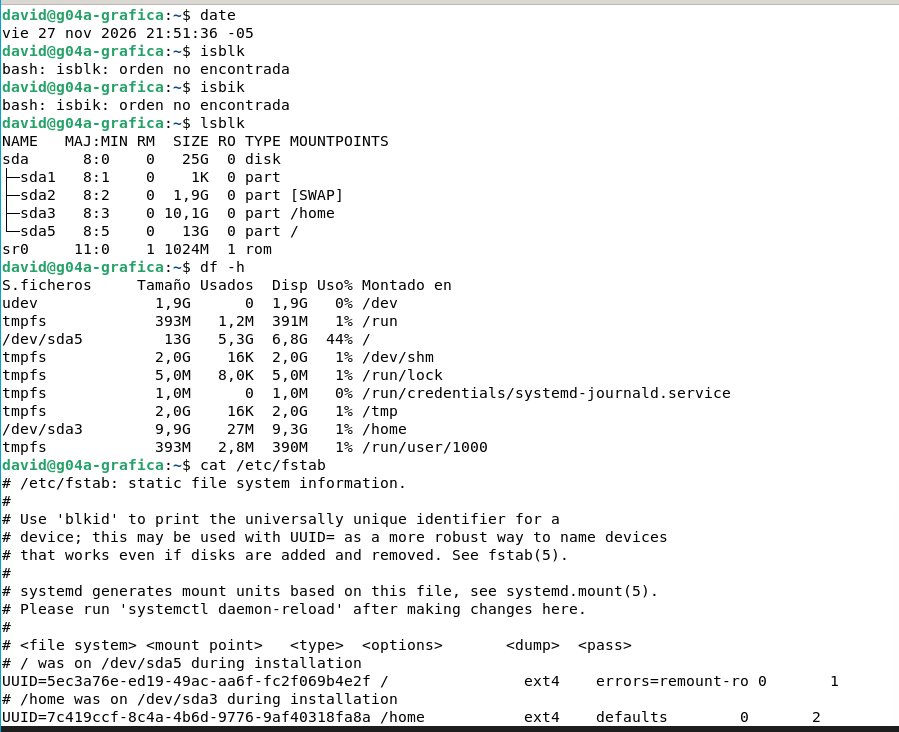 david@g04a-grafica:~$ date
vie 27 nov 2026 21:51:36 -05
david@g04a-grafica:~$ isblk
bash: isblk: orden no encontrada
david@g04a-grafica:~$ isbik
bash: isbik: orden no encontrada
david@g04a-grafica:~$ lsblk
NAME   MAJ:MIN RM  SIZE RO TYPE MOUNTPOINTS
sda      8:0    0   25G  0 disk
├─sda1   8:1    0    1K  0 part
├─sda2   8:2    0  1,9G  0 part [SWAP]
├─sda3   8:3    0 10,1G  0 part /home
└─sda5   8:5    0   13G  0 part /
sr0     11:0    1 1024M  1 rom
david@g04a-grafica:~$ df -h
S.ficheros     Tamaño Usados  Disp Uso% Montado en
udev             1,9G      0  1,9G   0% /dev
tmpfs            393M   1,2M  391M   1% /run
/dev/sda5         13G   5,3G  6,8G  44% /
tmpfs            2,0G    16K  2,0G   1% /dev/shm
tmpfs            5,0M   8,0K  5,0M   1% /run/lock
tmpfs            1,0M      0  1,0M   0% /run/credentials/systemd-journald.service
tmpfs            2,0G    16K  2,0G   1% /tmp
/dev/sda3        9,9G    27M  9,3G   1% /home
tmpfs            393M   2,8M  390M   1% /run/user/1000
david@g04a-grafica:~$ cat /etc/fstab
# /etc/fstab: static file system information.
#
# Use 'blkid' to print the universally unique identifier for a
# device; this may be used with UUID= as a more robust way to name devices
# that works even if disks are added and removed. See fstab(5).
#
# systemd generates mount units based on this file, see systemd.mount(5).
# Please run 'systemctl daemon-reload' after making changes here.
#
# <file system> <mount point>   <type>  <options>       <dump>  <pass>
# / was on /dev/sda5 during installation
UUID=5ec3a76e-ed19-49ac-aa6f-fc2f069b4e2f /               ext4    errors=remount-ro 0       1
# /home was on /dev/sda3 during installation
UUID=7c419ccf-8c4a-4b6d-9776-9af40318fa8a /home           ext4    defaults        0       2